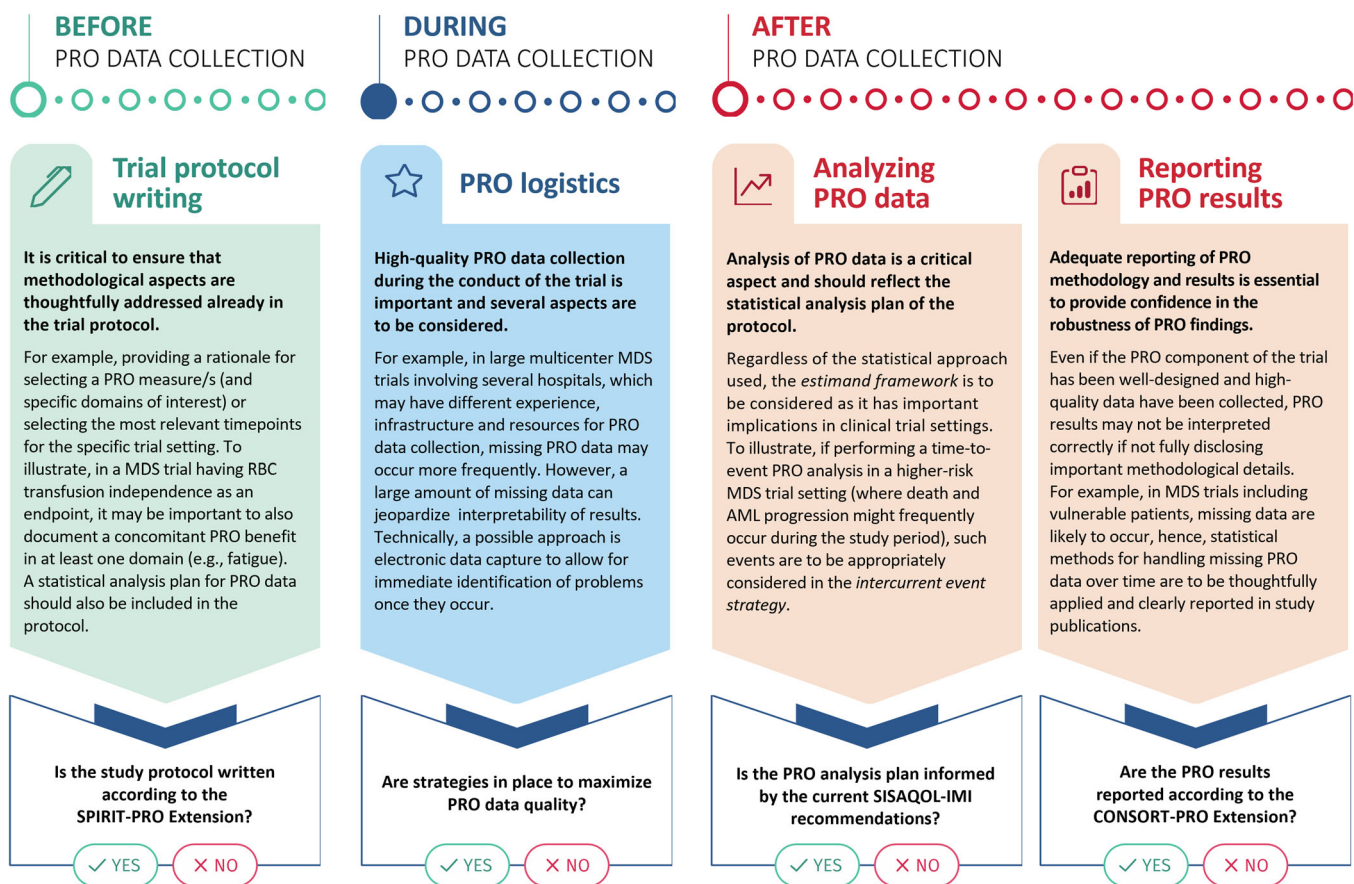 BEFORE
PRO DATA COLLECTION
DURING
PRO DATA COLLECTION
AFTER
PRO DATA COLLECTION
Trial protocol
writing
It is critical to ensure that
methodological aspects are
thoughtfully addressed already in
the trial protocol.
For example, providing a rationale for
selecting a PRO measure/s (and
specific domains of interest) or
selecting the most relevant timepoints
for the specific trial setting. To
illustrate, in a MDS trial having RBC
transfusion independence as an
endpoint, it may be important to also
document a concomitant PRO benefit
in at least one domain (e.g., fatigue).
A statistical analysis plan for PRO data
should also be included in the
protocol.
Is the study protocol written
according to the
SPIRIT-PRO Extension?
YES
NO
PRO logistics
High-quality PRO data collection
during the conduct of the trial is
important and several aspects are
to be considered.
For example, in large multicenter MDS
trials involving several hospitals, which
may have different experience,
infrastructure and resources for PRO
data collection, missing PRO data may
occur more frequently. However, a
large amount of missing data can
jeopardize interpretability of results.
Technically, a possible approach is
electronic data capture to allow for
immediate identification of problems
once they occur.
Are strategies in place to maximize
PRO data quality?
YES
NO
Analyzing
PRO data
Analysis of PRO data is a critical
aspect and should reflect the
statistical analysis plan of the
protocol.
Regardless of the statistical approach
used, the estimand framework is to
be considered as it has important
implications in clinical trial settings.
To illustrate, if performing a time-to-
event PRO analysis in a higher-risk
MDS trial setting (where death and
AML progression might frequently
occur during the study period), such
events are to be appropriately
considered in the intercurrent event
strategy.
Is the PRO analysis plan informed
by the current SISAQOL-IMI
recommendations?
YES
NO
Reporting
PRO results
Adequate reporting of PRO
methodology and results is essential
to provide confidence in the
robustness of PRO findings.
Even if the PRO component of the trial
has been well-designed and high-
quality data have been collected, PRO
results may not be interpreted
correctly if not fully disclosing
important methodological details.
For example, in MDS trials including
vulnerable patients, missing data are
likely to occur, hence, statistical
methods for handling missing PRO
data over time are to be thoughtfully
applied and clearly reported in study
publications.
Are the PRO results
reported according to the
CONSORT-PRO Extension?
YES
NO